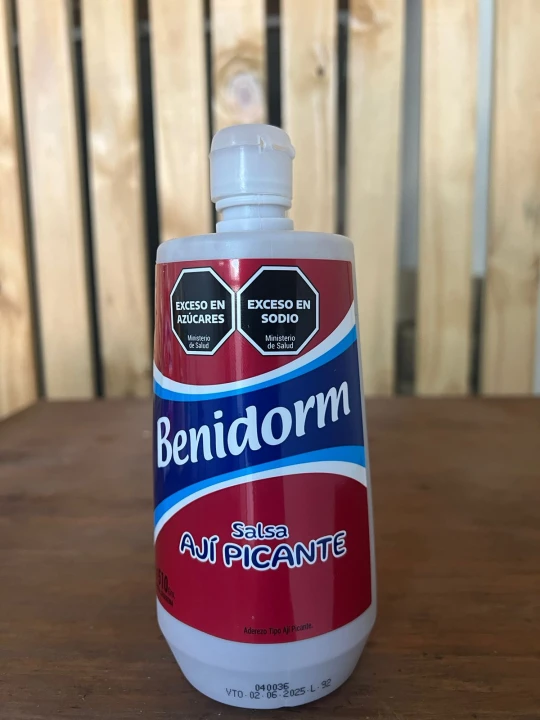 EXCESO EN
AZÚCARES
Ministerio
de Salud
EXCESO EN
SODIO
Ministerio
de Salud
Benidorm
Salsa
AJÍ PICANTE
Aderezo Tipo Ají Picante.
040036
VTO-02-06-2025-L-92